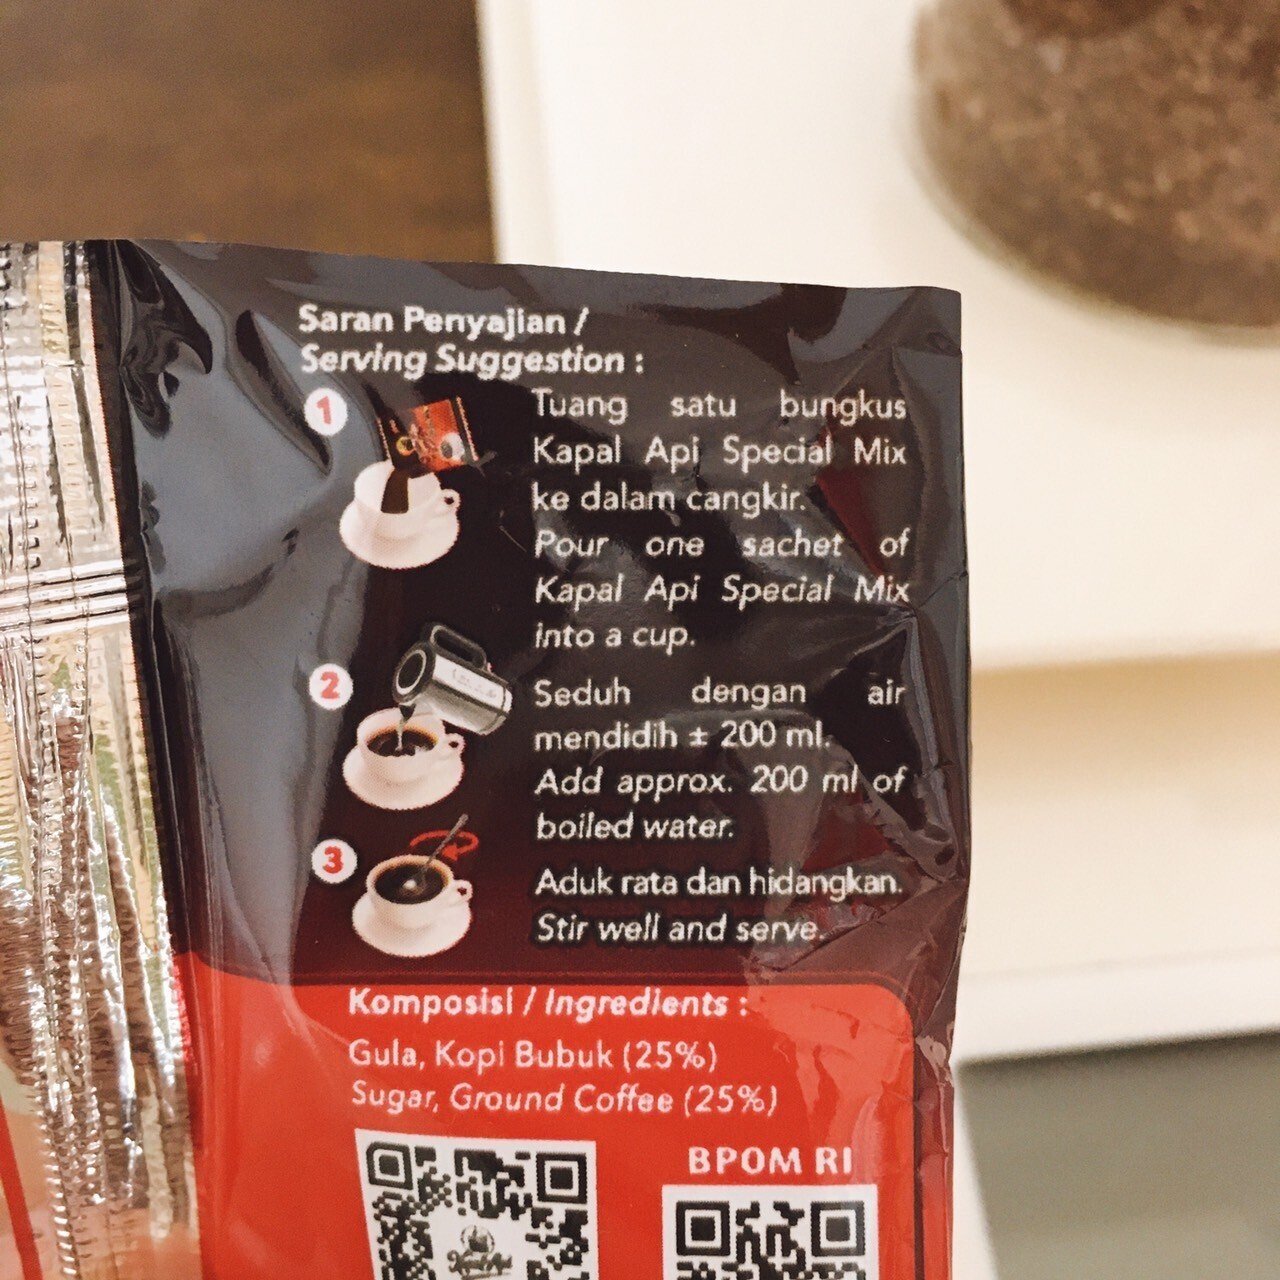 Saran Penyajian /
Serving Suggestion :
1
Tuang satu bungkus
Kapal Api Special Mix
ke dalam cangkir.
Pour one sachet of
Kapal Api Special Mix
into a cup.
2
Seduh dengan air
mendidih ± 200 ml.
Add approx. 200 ml of
boiled water.
3
Aduk rata dan hidangkan.
Stir well and serve.
Komposisi / Ingredients :
Gula, Kopi Bubuk (25%)
Sugar, Ground Coffee (25%)
BPOM RI
Kapal Api